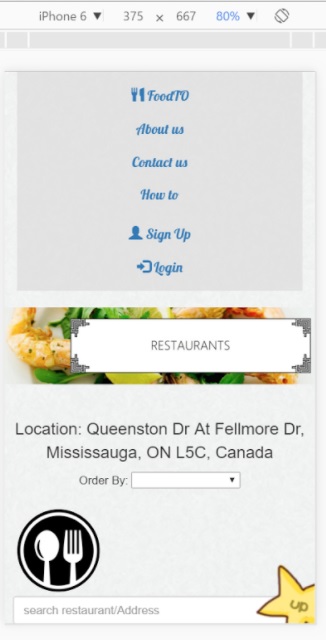 iPhone 6 ▼ 375 × 667 80% ▼
FoodTO
About us
Contact us
How to
Sign Up
Login
RESTAURANTS
Location: Queenston Dr At Fellmore Dr,
Mississauga, ON L5C, Canada
Order By:
search restaurant/Address
up